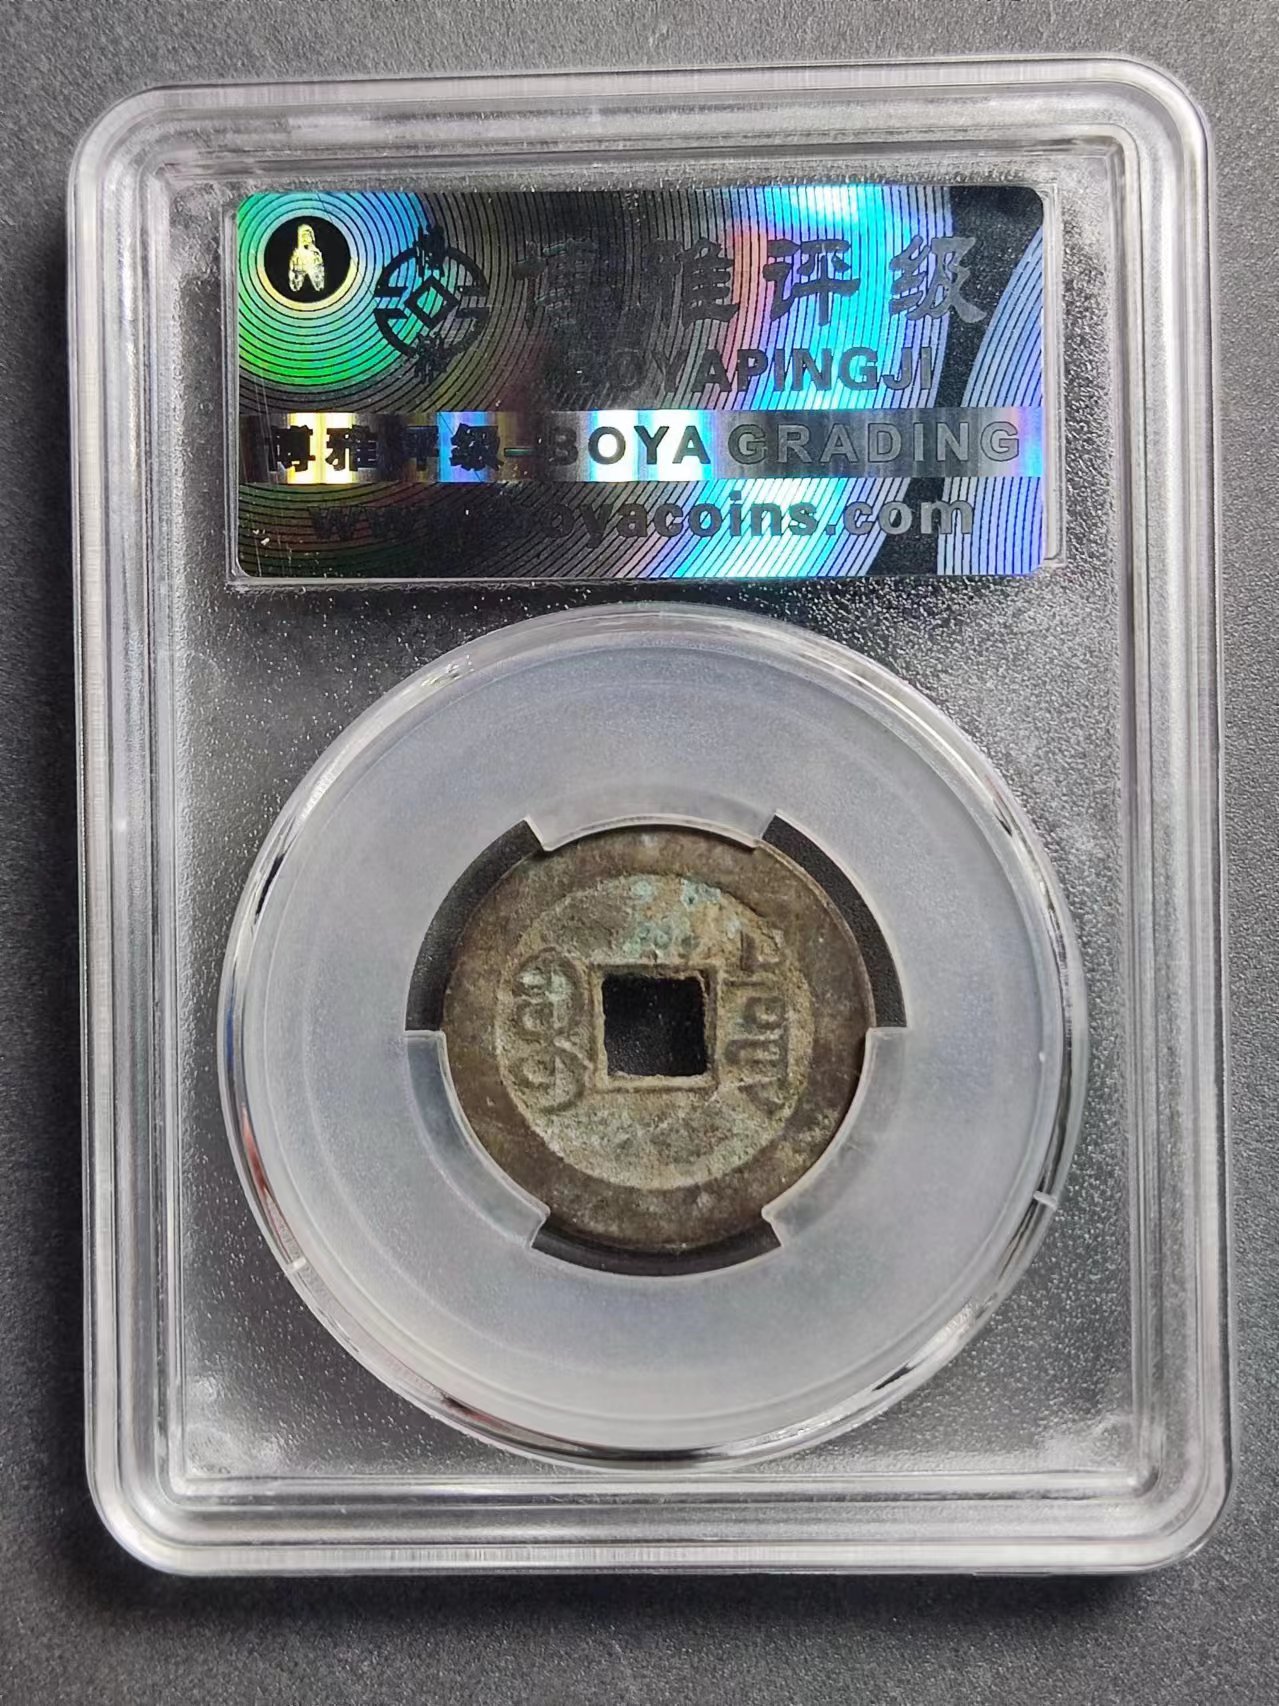 博雅评级
BOYAPINGJI
博雅评级-BOYA GRADING
www.boyacoins.com